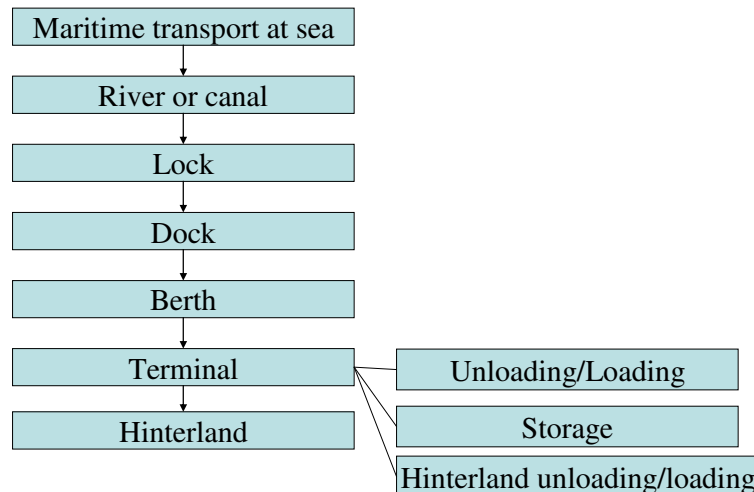 Maritime transport at sea
River or canal
Lock
Dock
Berth
Terminal
Unloading/Loading
Storage
Hinterland
Hinterland unloading/loading